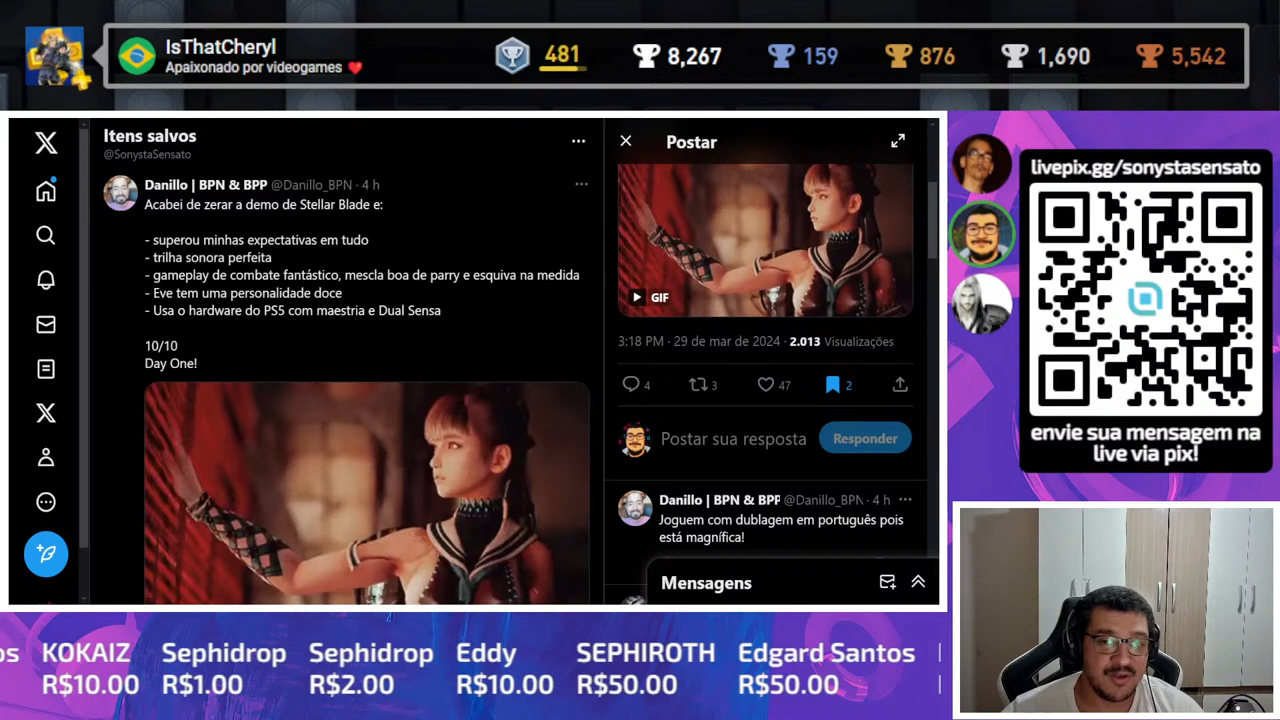 IsThatCheryl
Apaixonado por videogames ❤️
481
8,267
159
876
1,690
5,542
Itens salvos
@SonystaSensato
Danillo | BPN & BPP @Danillo_BPN · 4 h
Acabei de zerar a demo de Stellar Blade e:
- superou minhas expectativas em tudo
- trilha sonora perfeita
- gameplay de combate fantástico, mescla boa de parry e esquiva na medida
- Eve tem uma personalidade doce
- Usa o hardware do PS5 com maestria e Dual Sensa
10/10
Day One!
Postar
GIF
3:18 PM · 29 de mar de 2024 · 2.013 Visualizações
4
3
47
2
Postar sua resposta
Responder
Danillo | BPN & BPP @Danillo_BPN · 4 h
Joguem com dublagem em português pois
está magnífica!
Mensagens
livepix.gg/sonystasensato
envie sua mensagem na
live via pix!
os KOKAIZ Sephidrop Sephidrop Eddy SEPHIROTH Edgard Santos
R$10.00 R$1.00 R$2.00 R$10.00 R$50.00 R$50.00